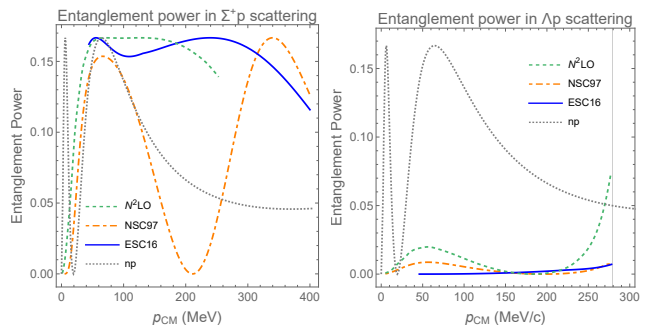 Entanglement power in Σ⁺p scattering
Entanglement Power
0.15
0.10
0.05
0.00
N²LO
NSC97
ESC16
np
0
100
200
300
400
p_CM (MeV)
Entanglement power in Λp scattering
Entanglement Power
0.15
0.10
0.05
0.00
N²LO
NSC97
ESC16
np
0
50
100
150
200
250
300
p_CM (MeV/c)